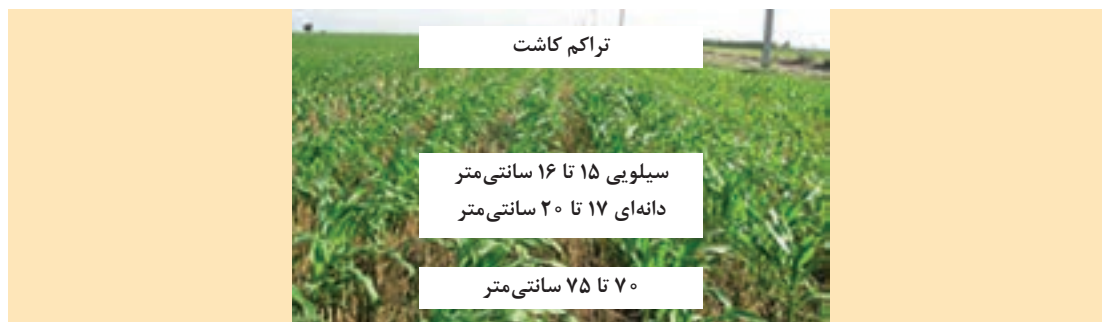 تراکم کاشت
سیلویی ۱۵ تا ۱۶ سانتی‌متر
دانه‌ای ۱۷ تا ۲۰ سانتی‌متر
۷۰ تا ۷۵ سانتی‌متر